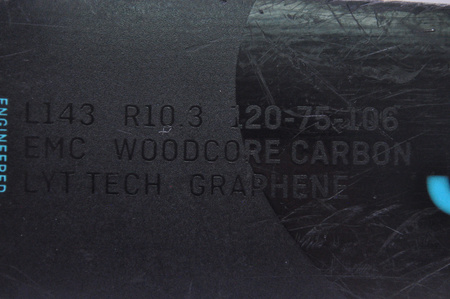 L143 R10.3 120-75-106
EMC WOODCORE CARBON
LYT TECH GRAPHENE
ENGINEERED